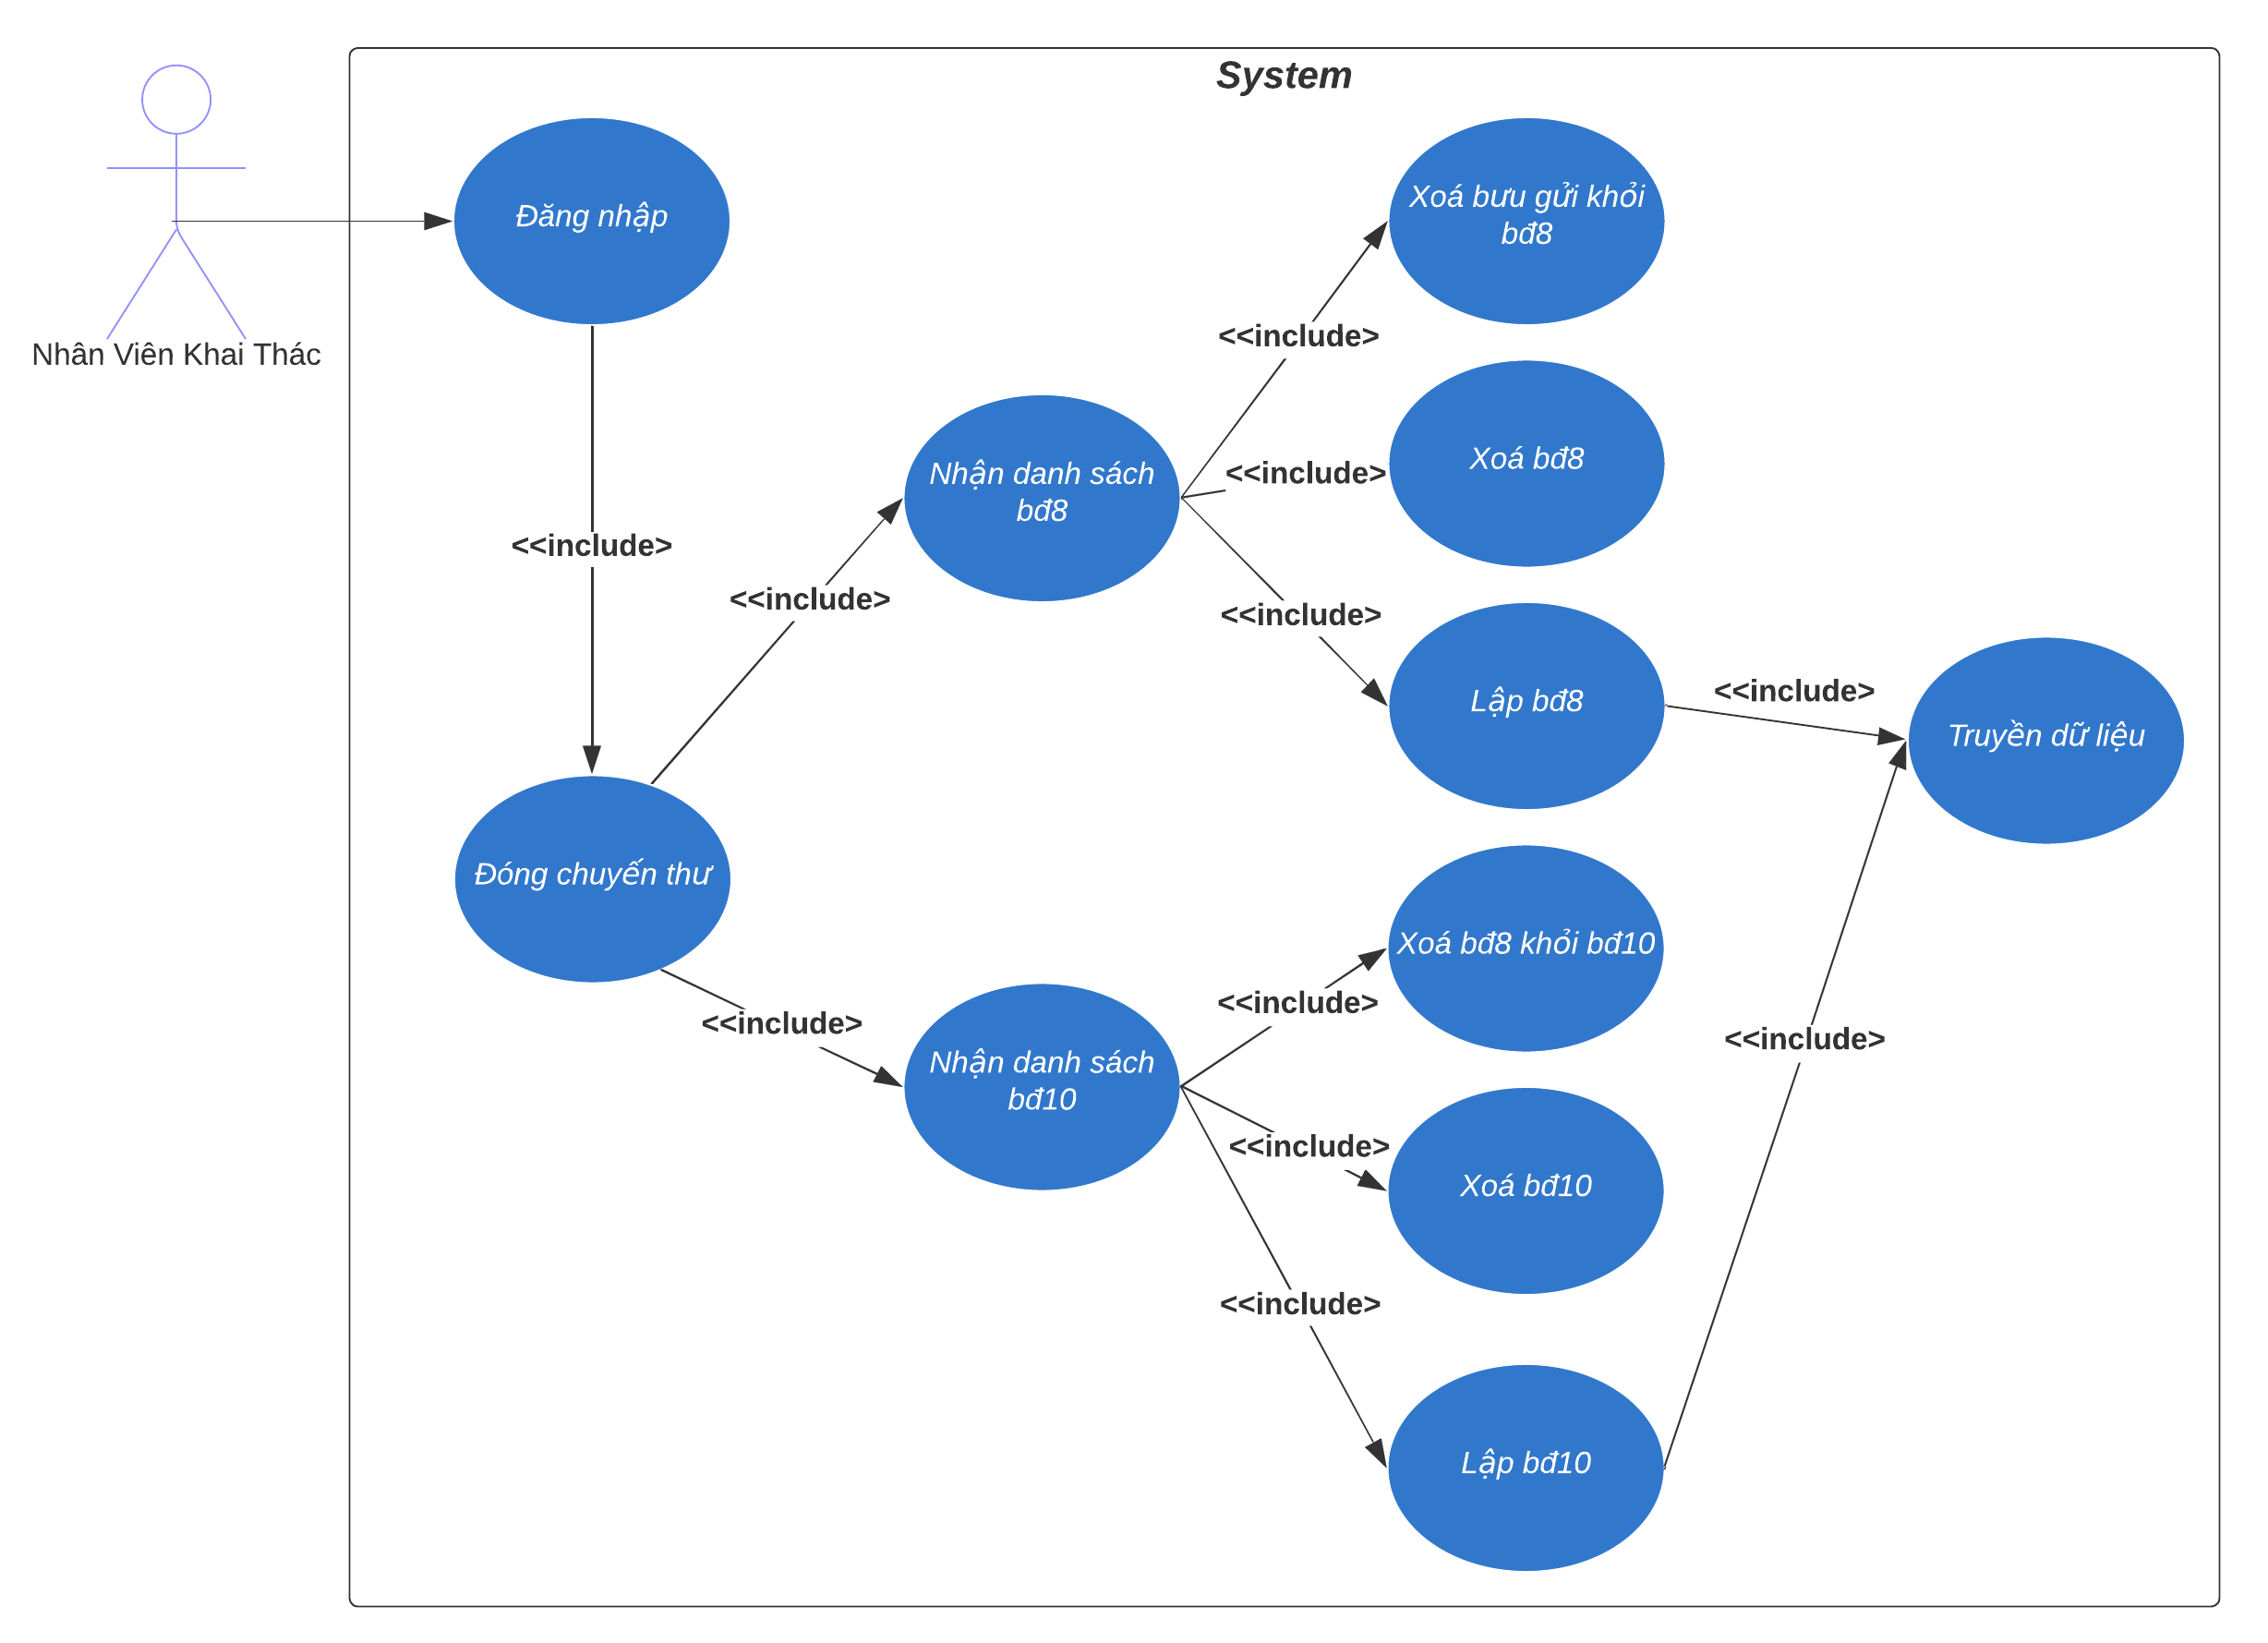 System
Nhân Viên Khai Thác
Đăng nhập
<<include>
Đóng chuyến thư
<<include>
<<include>
Nhận danh sách
bđ8
Nhận danh sách
bđ10
<<include>
<<include>
<<include>
Xoá bưu gửi khỏi
bđ8
Xoá bđ8
Lập bđ8
<<include>
<<include>
<<include>
Xoá bđ8 khỏi bđ10
Xoá bđ10
Lập bđ10
<<include>
<<include>
Truyền dữ liệu